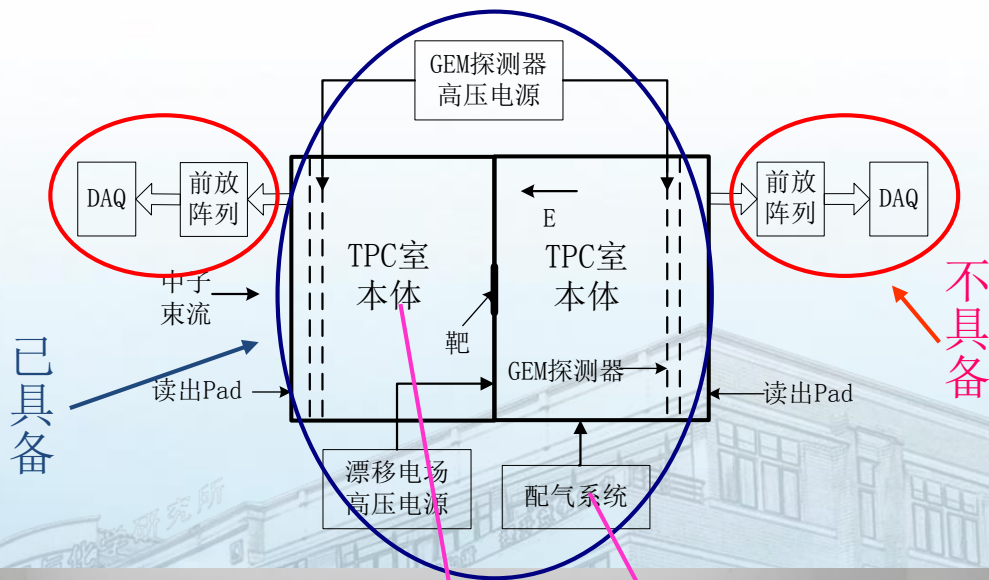 GEM探测器
高压电源
DAQ
前放
阵列
前放
阵列
DAQ
E
TPC室
本体
TPC室
本体
中子
束流
靶
不具备
已具备
GEM探测器
读出Pad
读出Pad
漂移电场
高压电源
配气系统